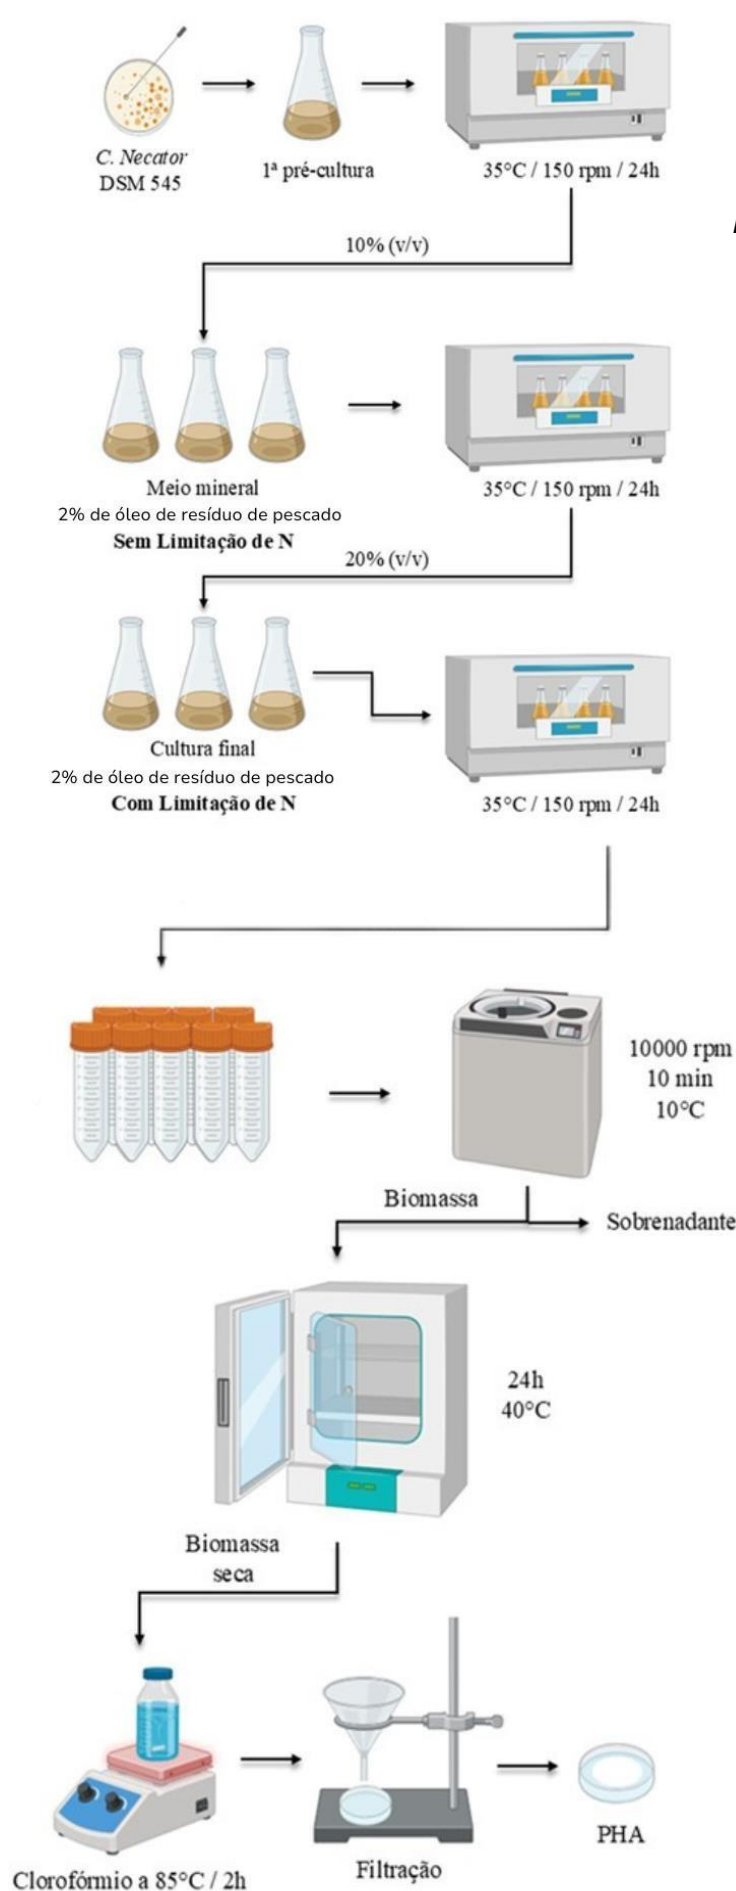 C. Necator
DSM 545
1ª pré-cultura
35°C / 150 rpm / 24h
10% (v/v)
Meio mineral
2% de óleo de resíduo de pescado
Sem Limitação de N
35°C / 150 rpm / 24h
20% (v/v)
Cultura final
2% de óleo de resíduo de pescado
Com Limitação de N
35°C / 150 rpm / 24h
10000 rpm
10 min
10°C
Biomassa
Sobrenadante
24h
40°C
Biomassa
seca
Clorofórmio a 85°C / 2h
Filtração
PHA